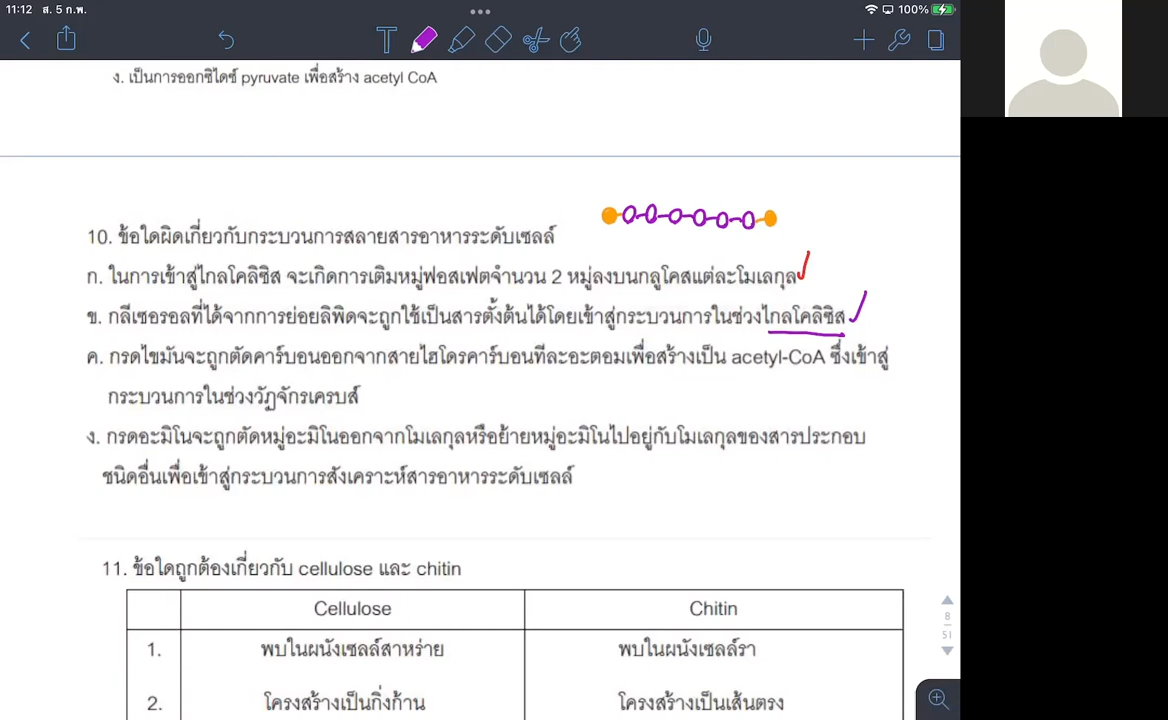 11:12 ส. 5 ก.พ.
100%
T
ง. เป็นการออกซิไดซ์ pyruvate เพื่อสร้าง acetyl CoA
10. ข้อใดผิดเกี่ยวกับกระบวนการสลายสารอาหารระดับเซลล์
ก. ในการเข้าสู่ไกลโคลิซิส จะเกิดการเติมหมู่ฟอสเฟตจำนวน 2 หมู่ลงบนกลูโคสแต่ละโมเลกุล
ข. กลีเซอรอลที่ได้จากการย่อยลิพิดจะถูกใช้เป็นสารตั้งต้นได้โดยเข้าสู่กระบวนการในช่วงไกลโคลิซิส
ค. กรดไขมันจะถูกตัดคาร์บอนออกจากสายไฮโดรคาร์บอนทีละอะตอมเพื่อสร้างเป็น acetyl-CoA ซึ่งเข้าสู่
กระบวนการในช่วงวัฏจักรเครบส์
ง. กรดอะมิโนจะถูกตัดหมู่อะมิโนออกจากโมเลกุลหรือย้ายหมู่อะมิโนไปอยู่กับโมเลกุลของสารประกอบ
ชนิดอื่นเพื่อเข้าสู่กระบวนการสังเคราะห์สารอาหารระดับเซลล์
11. ข้อใดถูกต้องเกี่ยวกับ cellulose และ chitin
Cellulose Chitin
1. พบในผนังเซลล์สาหร่าย พบในผนังเซลล์รา
2. โครงสร้างเป็นกิ่งก้าน โครงสร้างเป็นเส้นตรง
8
51